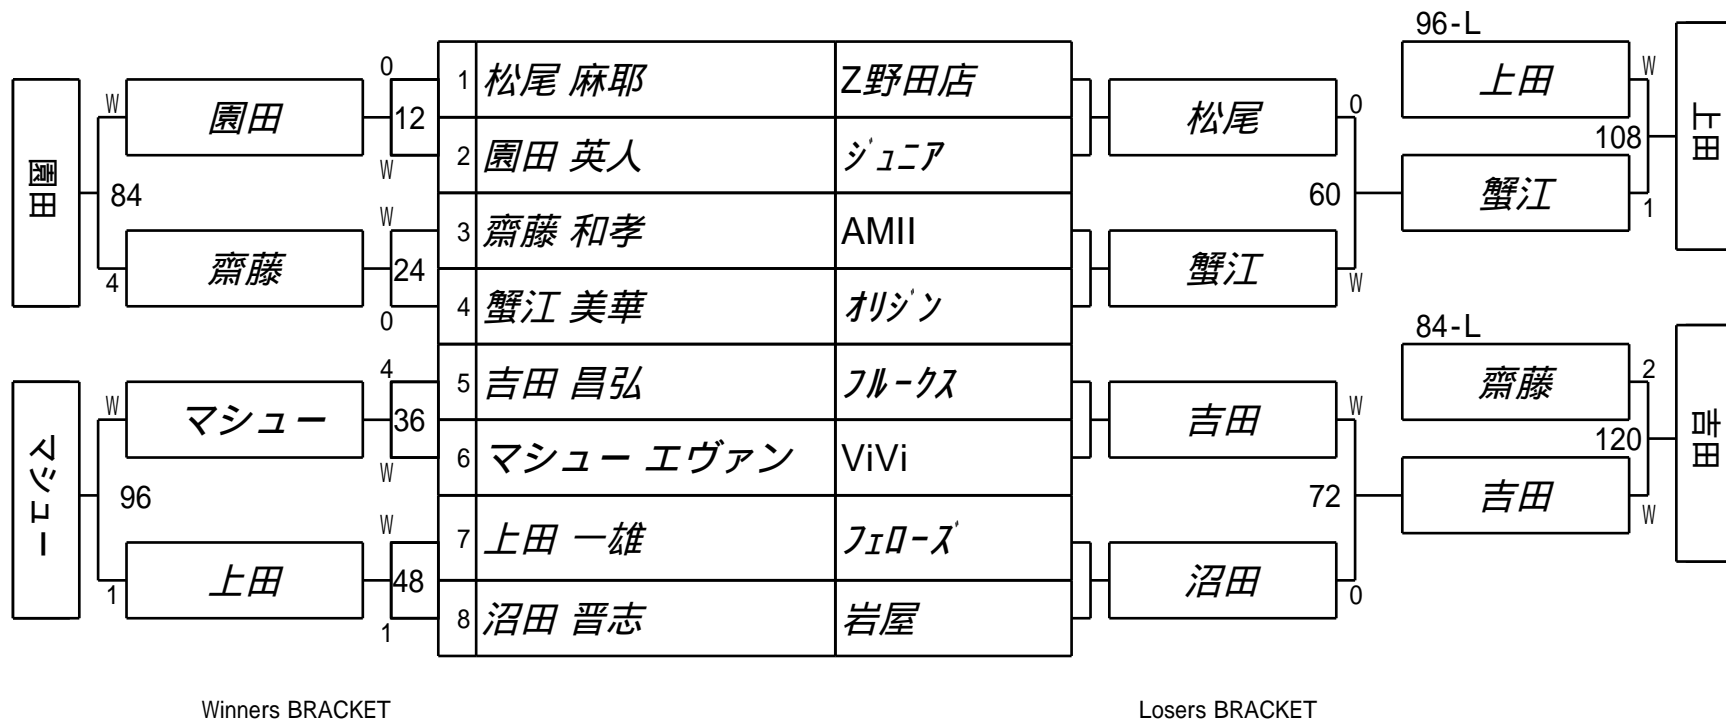 園田
84
W
園田
4
齋藤
0
12
W
W
24
0
マシュー
96
W
マシュー
1
上田
4
36
W
W
48
1
1 松尾 麻耶 Z野田店
2 園田 英人 ジュニア
3 齋藤 和孝 AMII
4 蟹江 美華 オリジン
5 吉田 昌弘 フルークス
6 マシュー エヴァン ViVi
7 上田 一雄 フェローズ
8 沼田 晋志 岩屋
松尾
0
60
蟹江
W
吉田
W
72
沼田
0
96-L
上田
W
108
蟹江
1
上田
84-L
齋藤
2
120
吉田
W
吉田
Winners BRACKET
Losers BRACKET